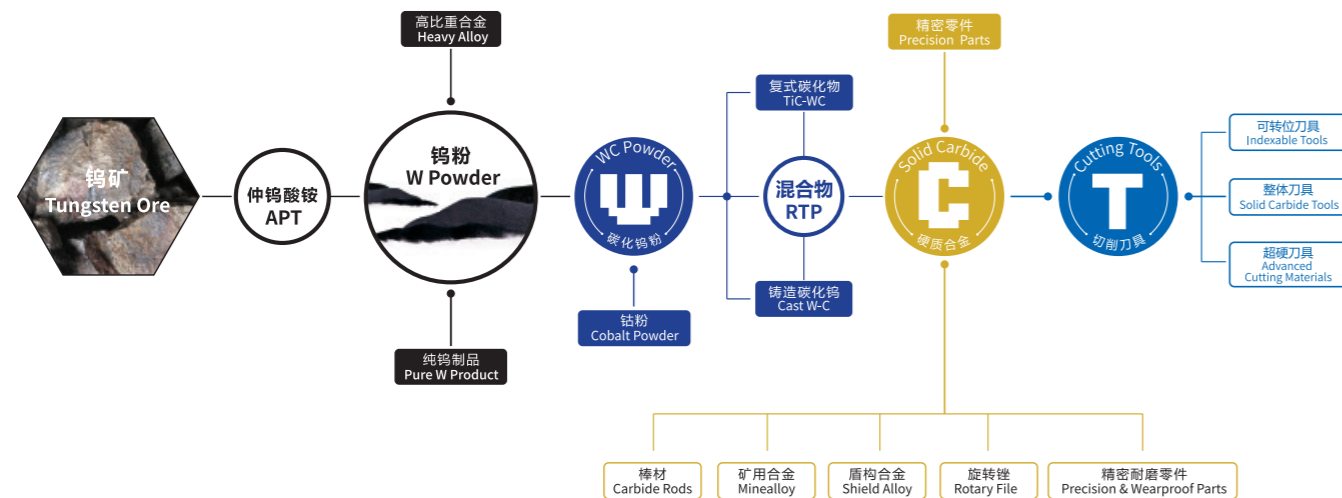 钨矿
Tungsten Ore
仲钨酸铵
APT
高比重合金
Heavy Alloy
钨粉
W Powder
纯钨制品
Pure W Product
WC Powder
碳化钨粉
钴粉
Cobalt Powder
复式碳化物
TiC-WC
混合物
RTP
铸造碳化钨
Cast W-C
精密零件
Precision Parts
Solid Carbide
C
硬质合金
棒材
Carbide Rods
矿用合金
Minealloy
盾构合金
Shield Alloy
旋转锉
Rotary File
精密耐磨零件
Precision & Wearproof Parts
Cutting Tools
T
切削刀具
可转位刀具
Indexable Tools
整体刀具
Solid Carbide Tools
超硬刀具
Advanced
Cutting Materials